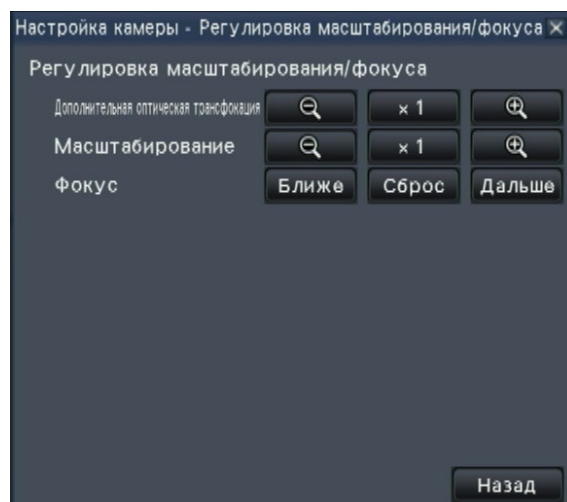 Настройка камеры - Регулировка масштабирования/фокуса
Регулировка масштабирования/фокуса
Дополнительная оптическая трансфокация × 1
Масштабирование × 1
Фокус Ближе Сброс Дальше
Назад